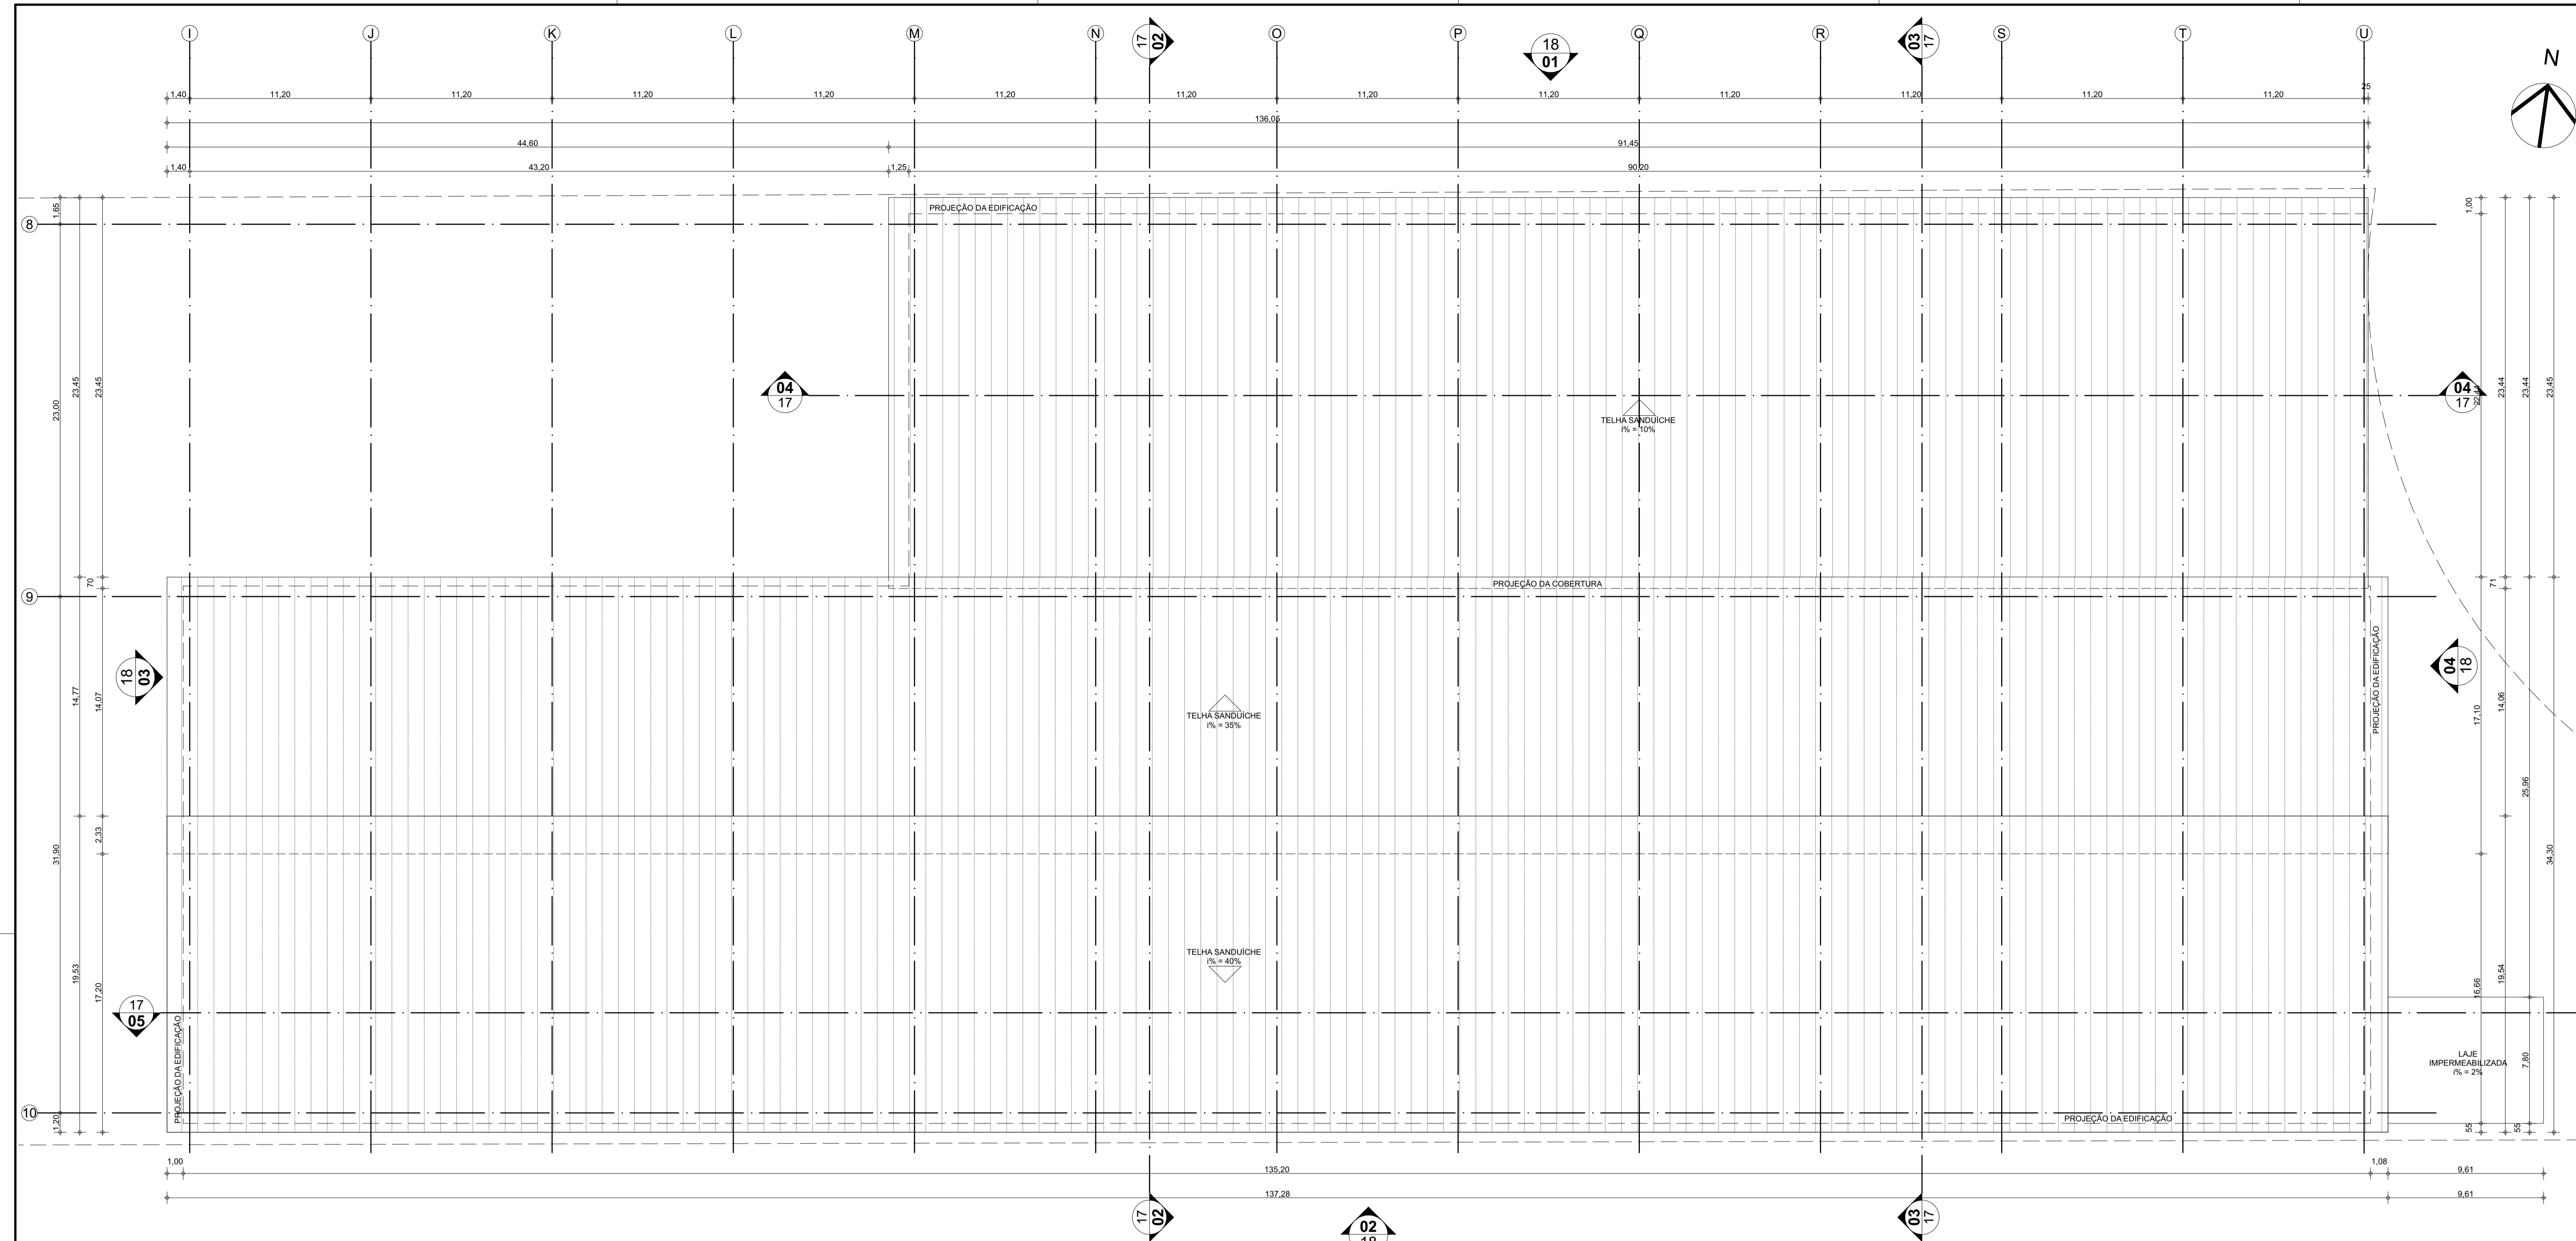 I J K L M N O P Q R S T U
17 02
18
01
03 17
N
1,40 11,20 11,20 11,20 11,20 11,20 11,20 11,20 11,20 11,20 11,20 11,20 11,20 25
136,05
44,60 91,45
1,40 43,20 1,25 90,20
8
1,65
PROJEÇÃO DA EDIFICAÇÃO
1,00
23,00
23,45
23,45
04
17
TELHA SANDUÍCHE
i% = 10%
04
17
22,44
23,44
23,44
23,45
70
PROJEÇÃO DA COBERTURA
71
9
18 03
14,77
14,07
TELHA SANDUÍCHE
i% = 35%
PROJEÇÃO DA EDIFICAÇÃO
04 18
17,10
14,06
25,96
2,33
31,90
34,30
19,53
17,20
TELHA SANDUÍCHE
i% = 40%
16,66
19,54
17
05
PROJEÇÃO DA EDIFICAÇÃO
LAJE
IMPERMEABILIZADA
i% = 2%
7,80
10
1,20
PROJEÇÃO DA EDIFICAÇÃO
55
55
1,00 135,20 1,08 9,61
137,28 9,61
17 02
02
18
03 17